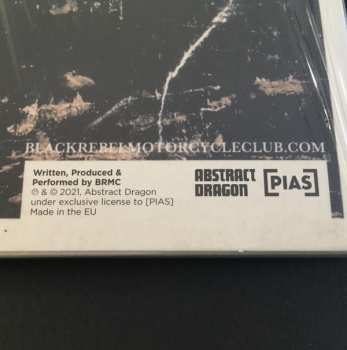 BLACKREBELMOTORCYCLECLUB.COM
Written, Produced &
Performed by BRMC
℗ & © 2021, Abstract Dragon
under exclusive license to [PIAS]
Made in the EU
ABSTRACT
DRAGON
[PIAS]